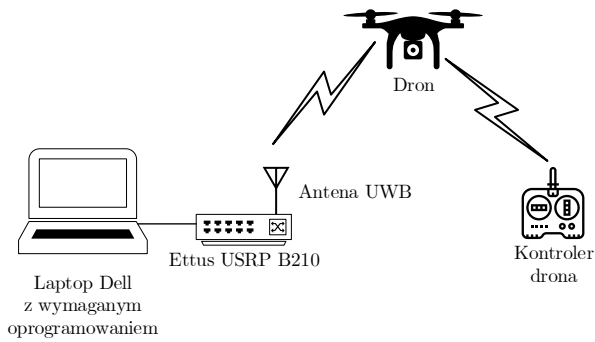 Dron
Antena UWB
Ettus USRP B210
Kontroler
drona
Laptop Dell
z wymaganym
oprogramowaniem